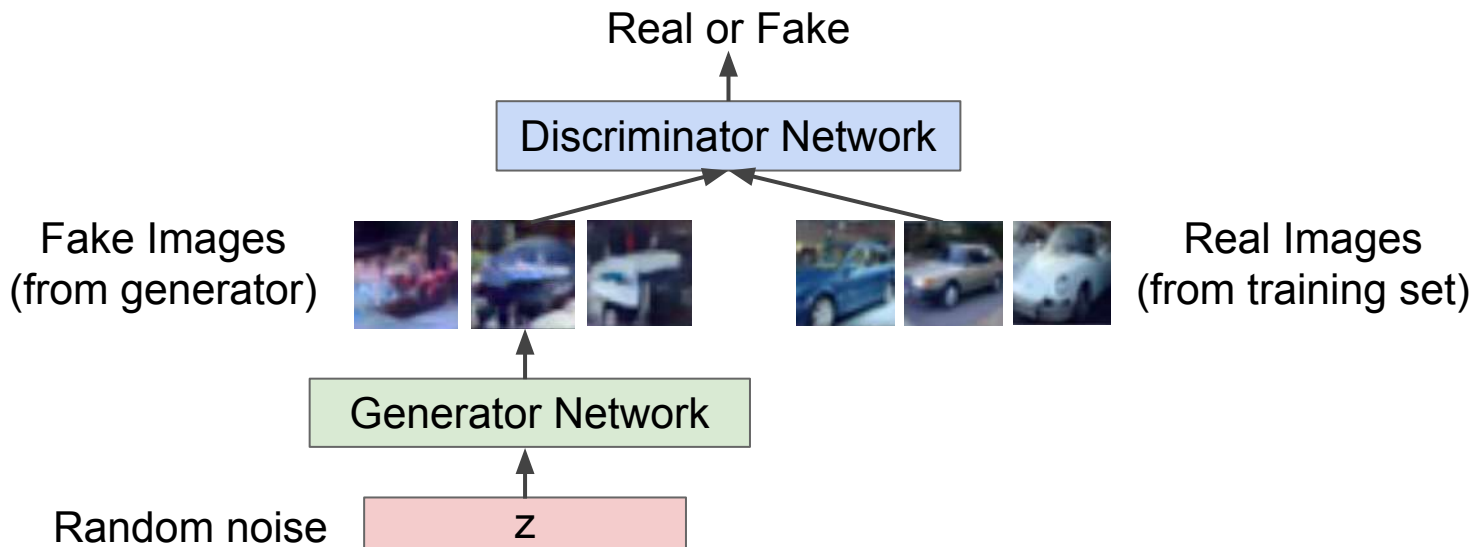 Real or Fake
Discriminator Network
Fake Images
(from generator)
Real Images
(from training set)
Generator Network
Random noise
z